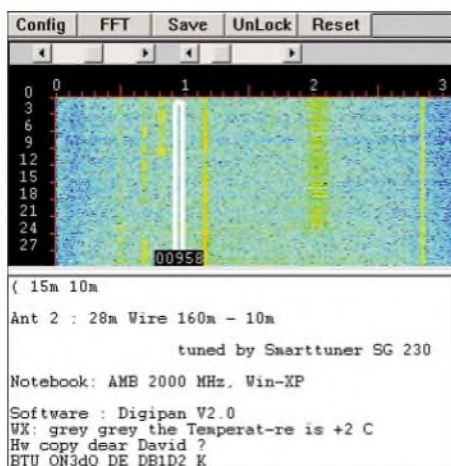 Config FFT Save UnLock Reset
0 1 2 3
0
3
6
9
12
15
18
21
24
27
00958
( 15m 10m
Ant 2 : 28m Wire 160m - 10m
tuned by Smarttuner SG 230
Notebook: AMB 2000 MHz, Win-XP
Software : Digipan V2.0
WX: grey grey the Temperat-re is +2 C
Hw copy dear David ?
BTU ON3dO DE DB1D2 K